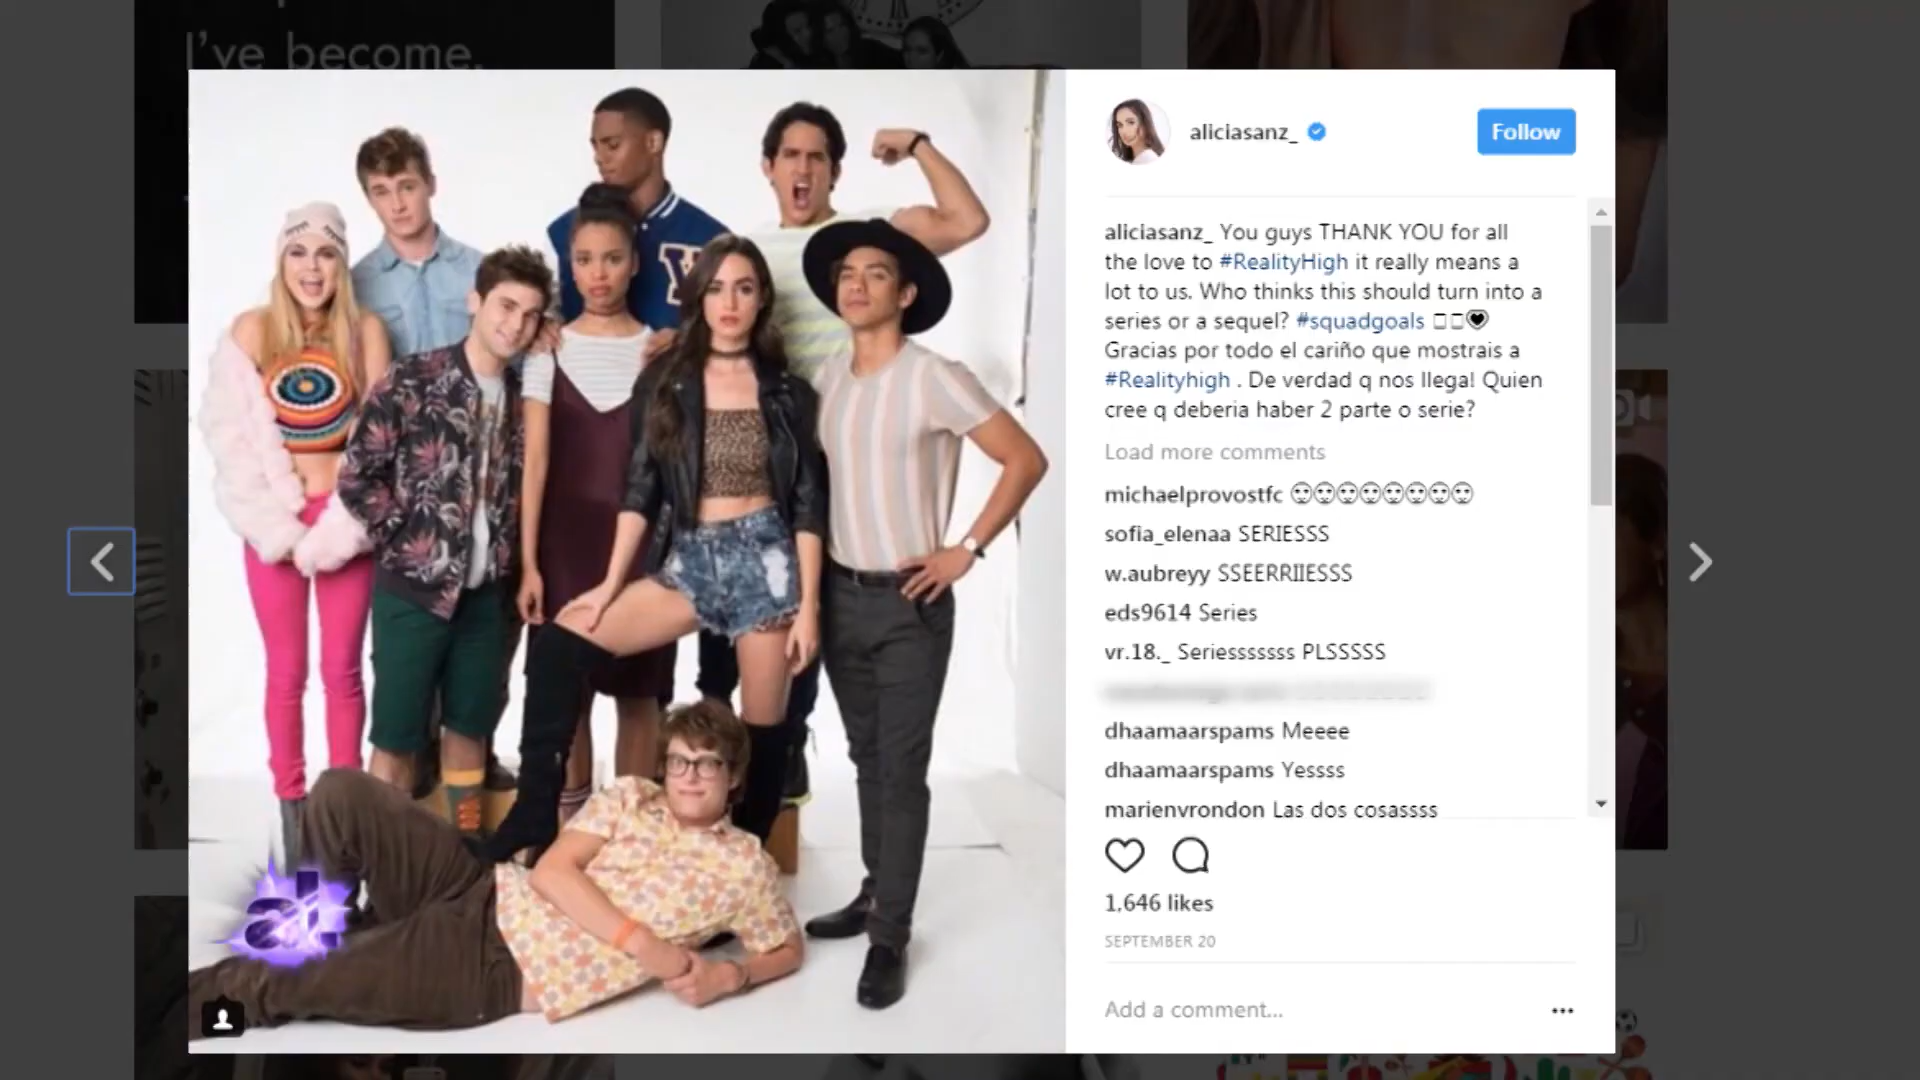 I've become.
aliciasanz_
Follow
aliciasanz_ You guys THANK YOU for all
the love to #RealityHigh it really means a
lot to us. Who thinks this should turn into a
series or a sequel? #squadgoals
Gracias por todo el cariño que mostrais a
#Realityhigh . De verdad q nos llega! Quien
cree q deberia haber 2 parte o serie?
Load more comments
michaelprovostfc
sofia_elenaa SERIESSS
w.aubreyy SSEERRIIESSS
eds9614 Series
vr.18._ Seriesssssss PLSSSSS
dhaamaarspams Meeee
dhaamaarspams Yessss
marienvrondon Las dos cosassss
1,646 likes
SEPTEMBER 20
Add a comment...